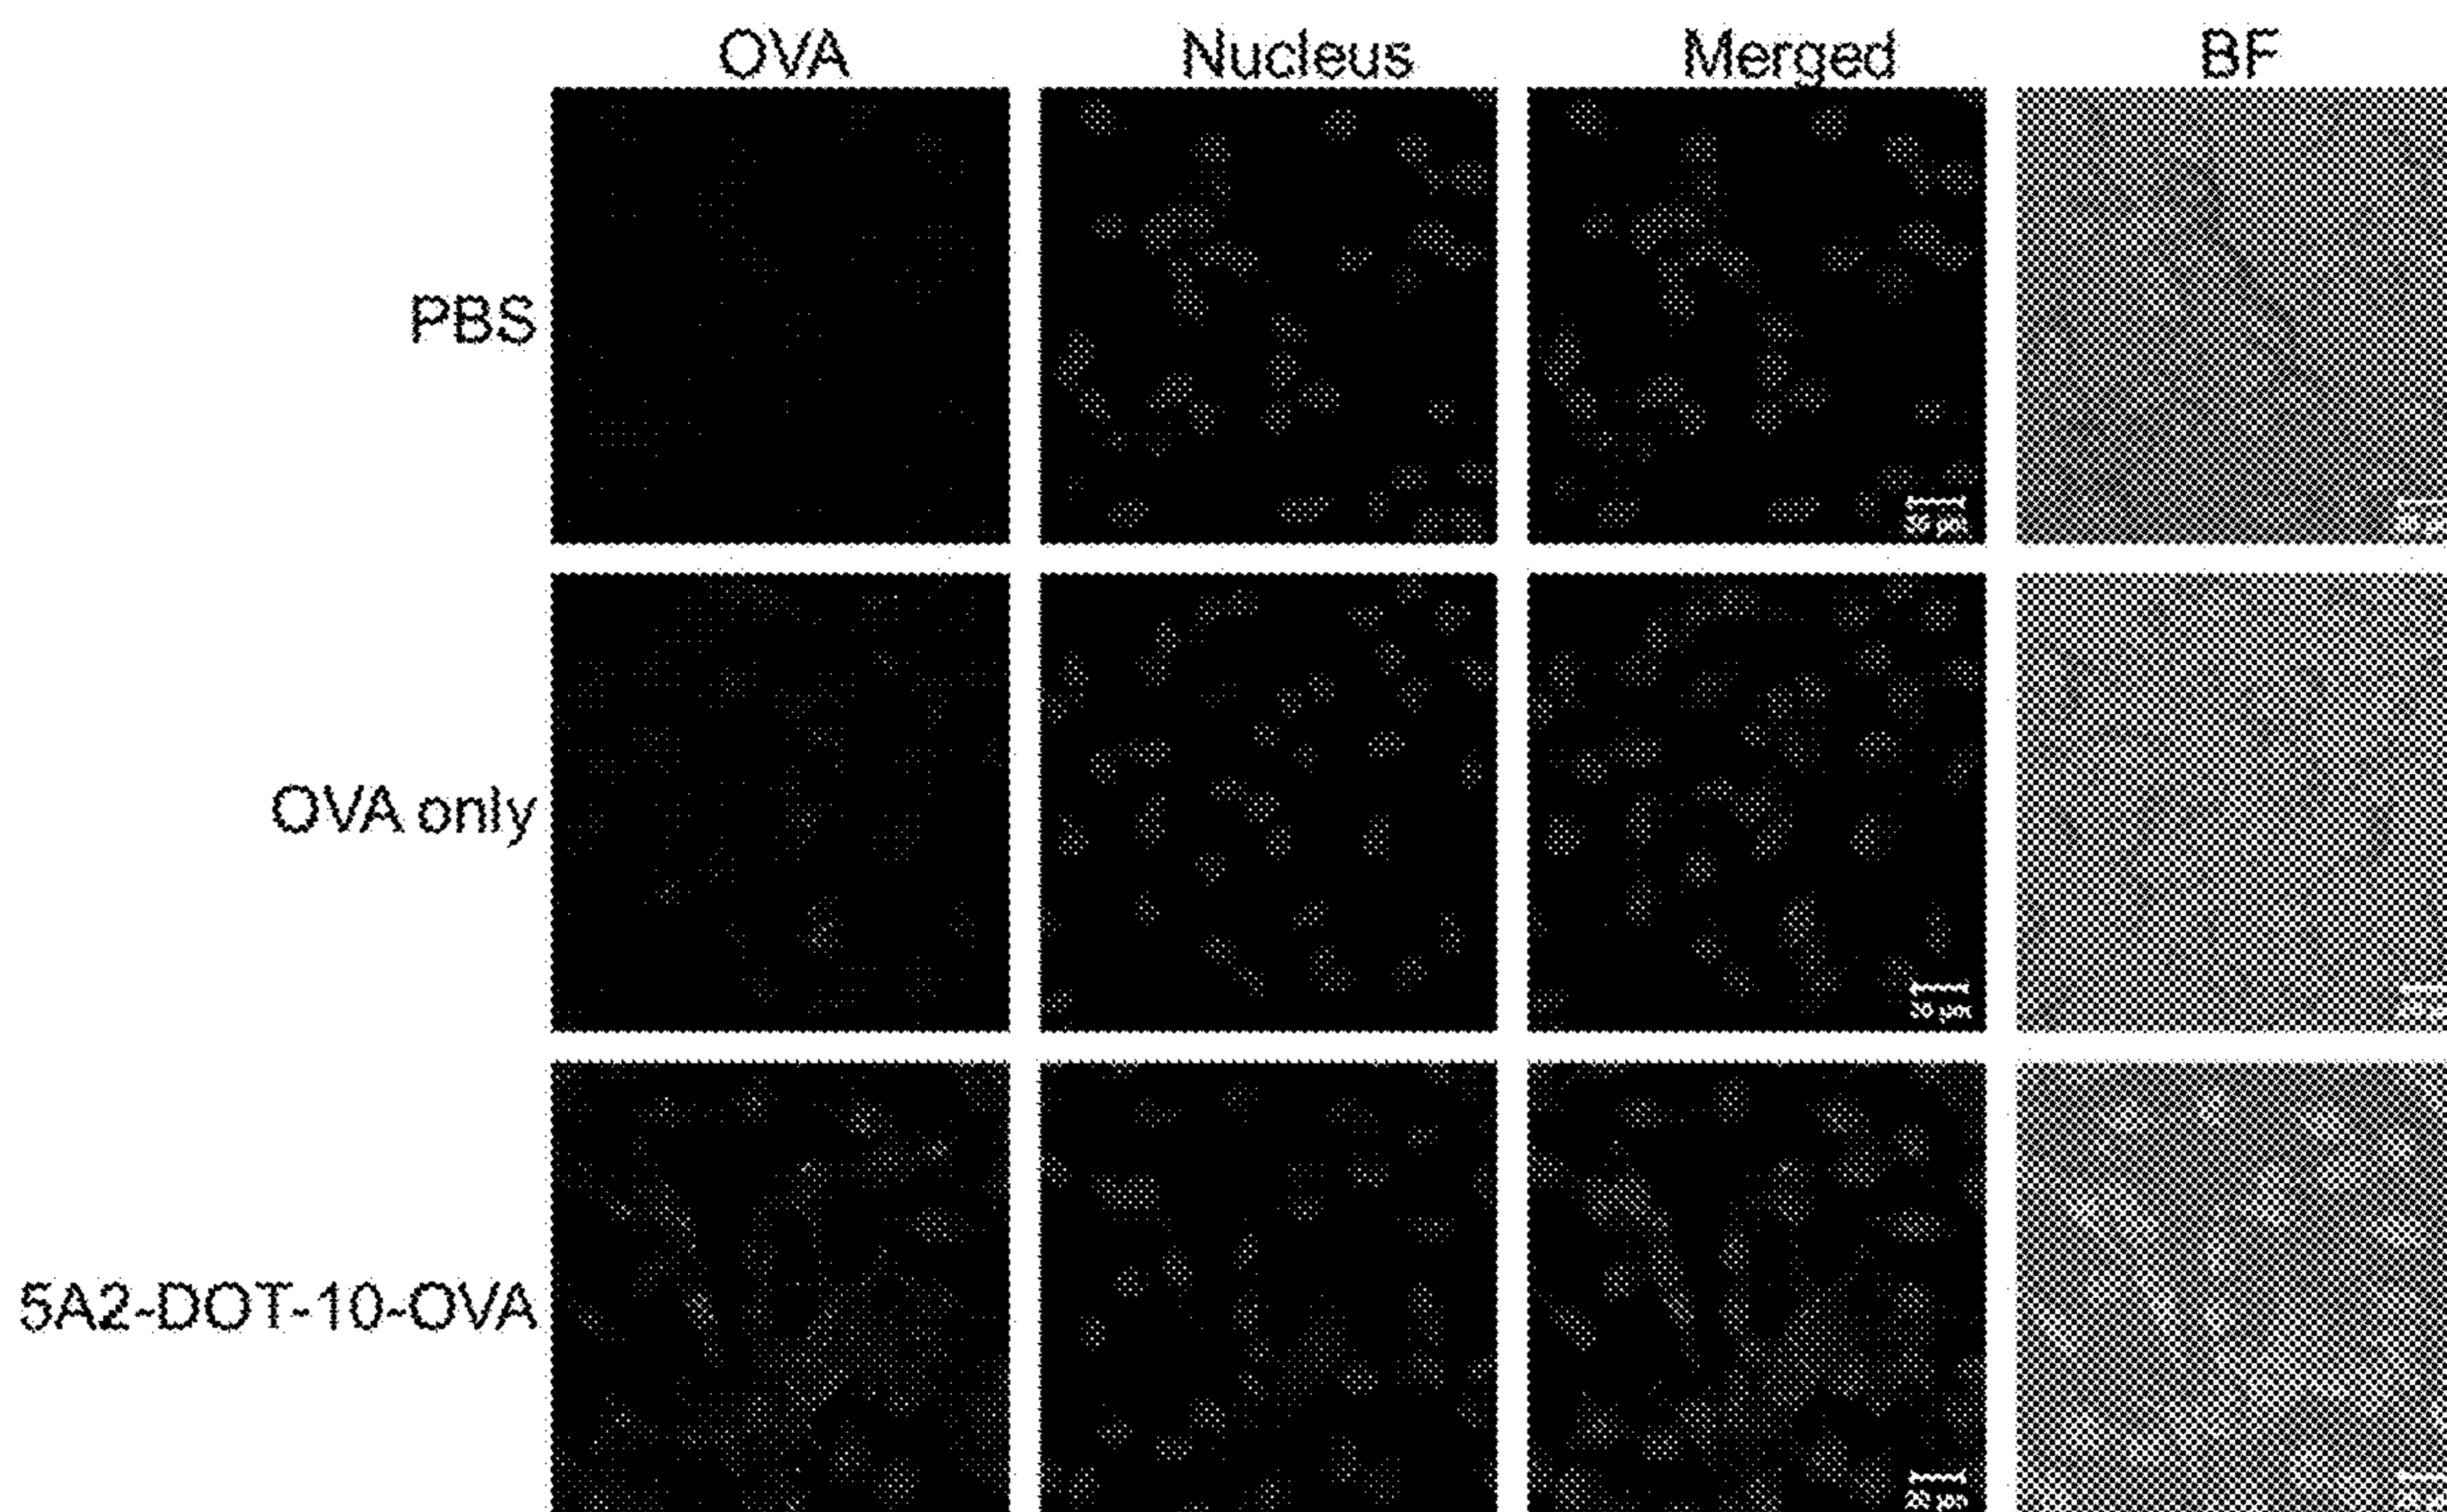 OVA Nucleus Merged BF
PBS
OVA only
5A2-DOT-10-OVA